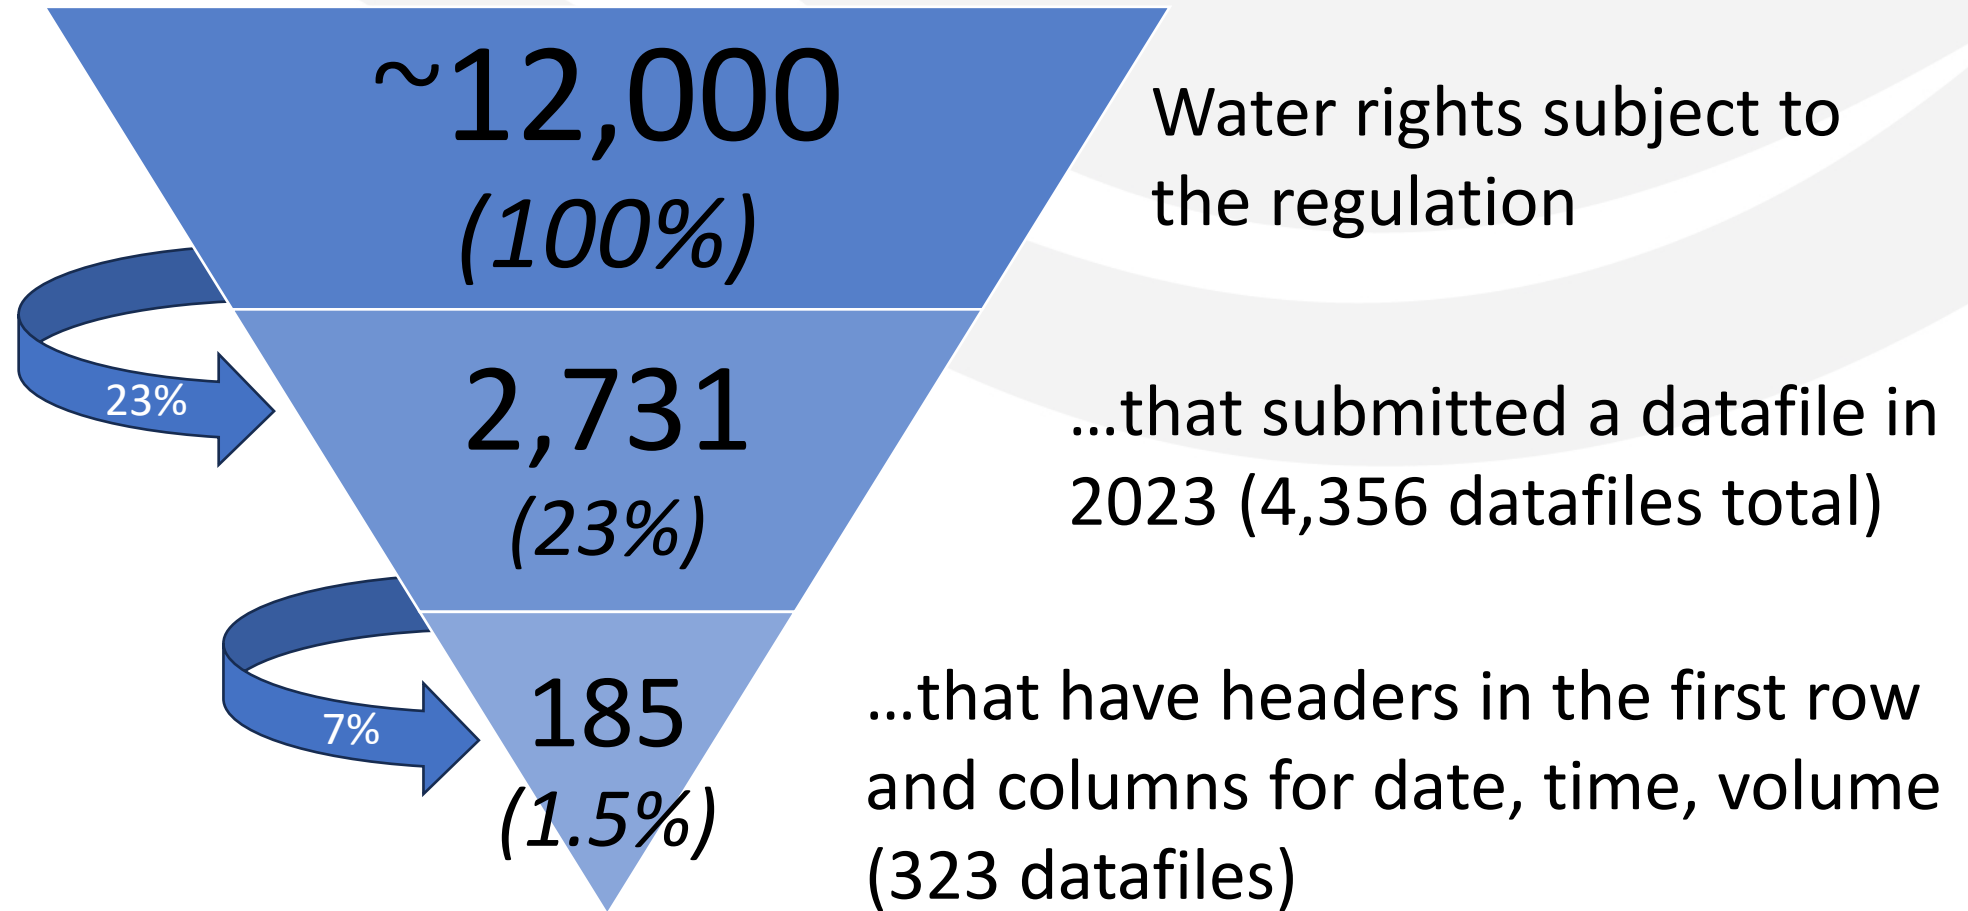 ~12,000
(100%)
Water rights subject to
the regulation
23%
2,731
(23%)
...that submitted a datafile in
2023 (4,356 datafiles total)
7%
185
(1.5%)
...that have headers in the first row
and columns for date, time, volume
(323 datafiles)